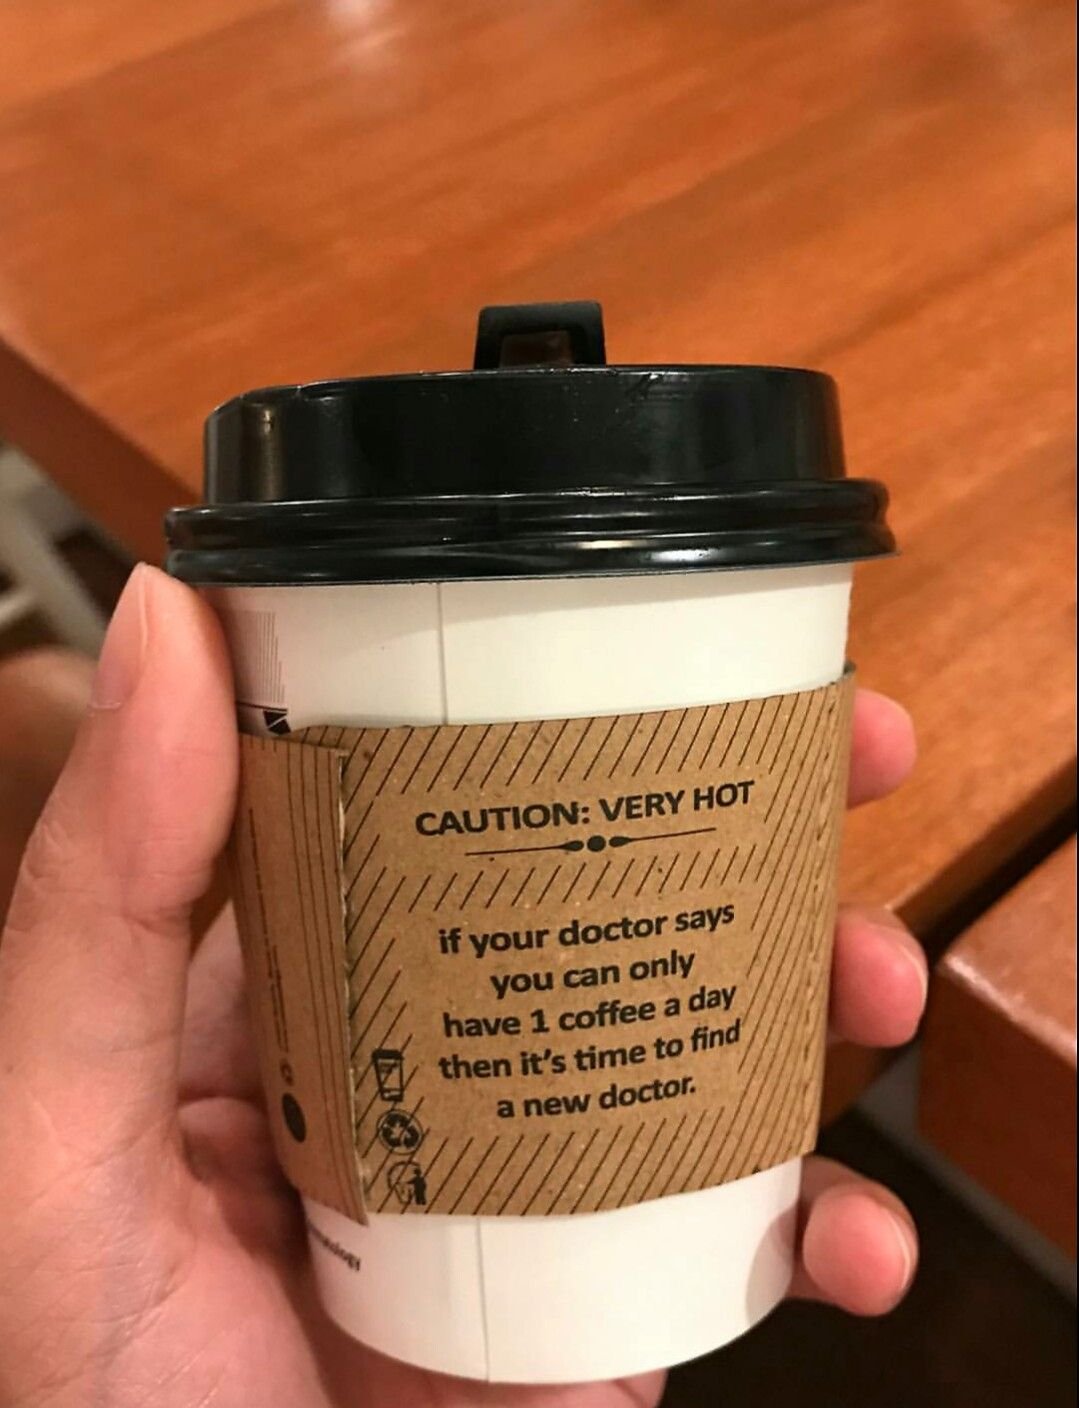 CAUTION: VERY HOT
if your doctor says
you can only
have 1 coffee a day
then it's time to find
a new doctor.